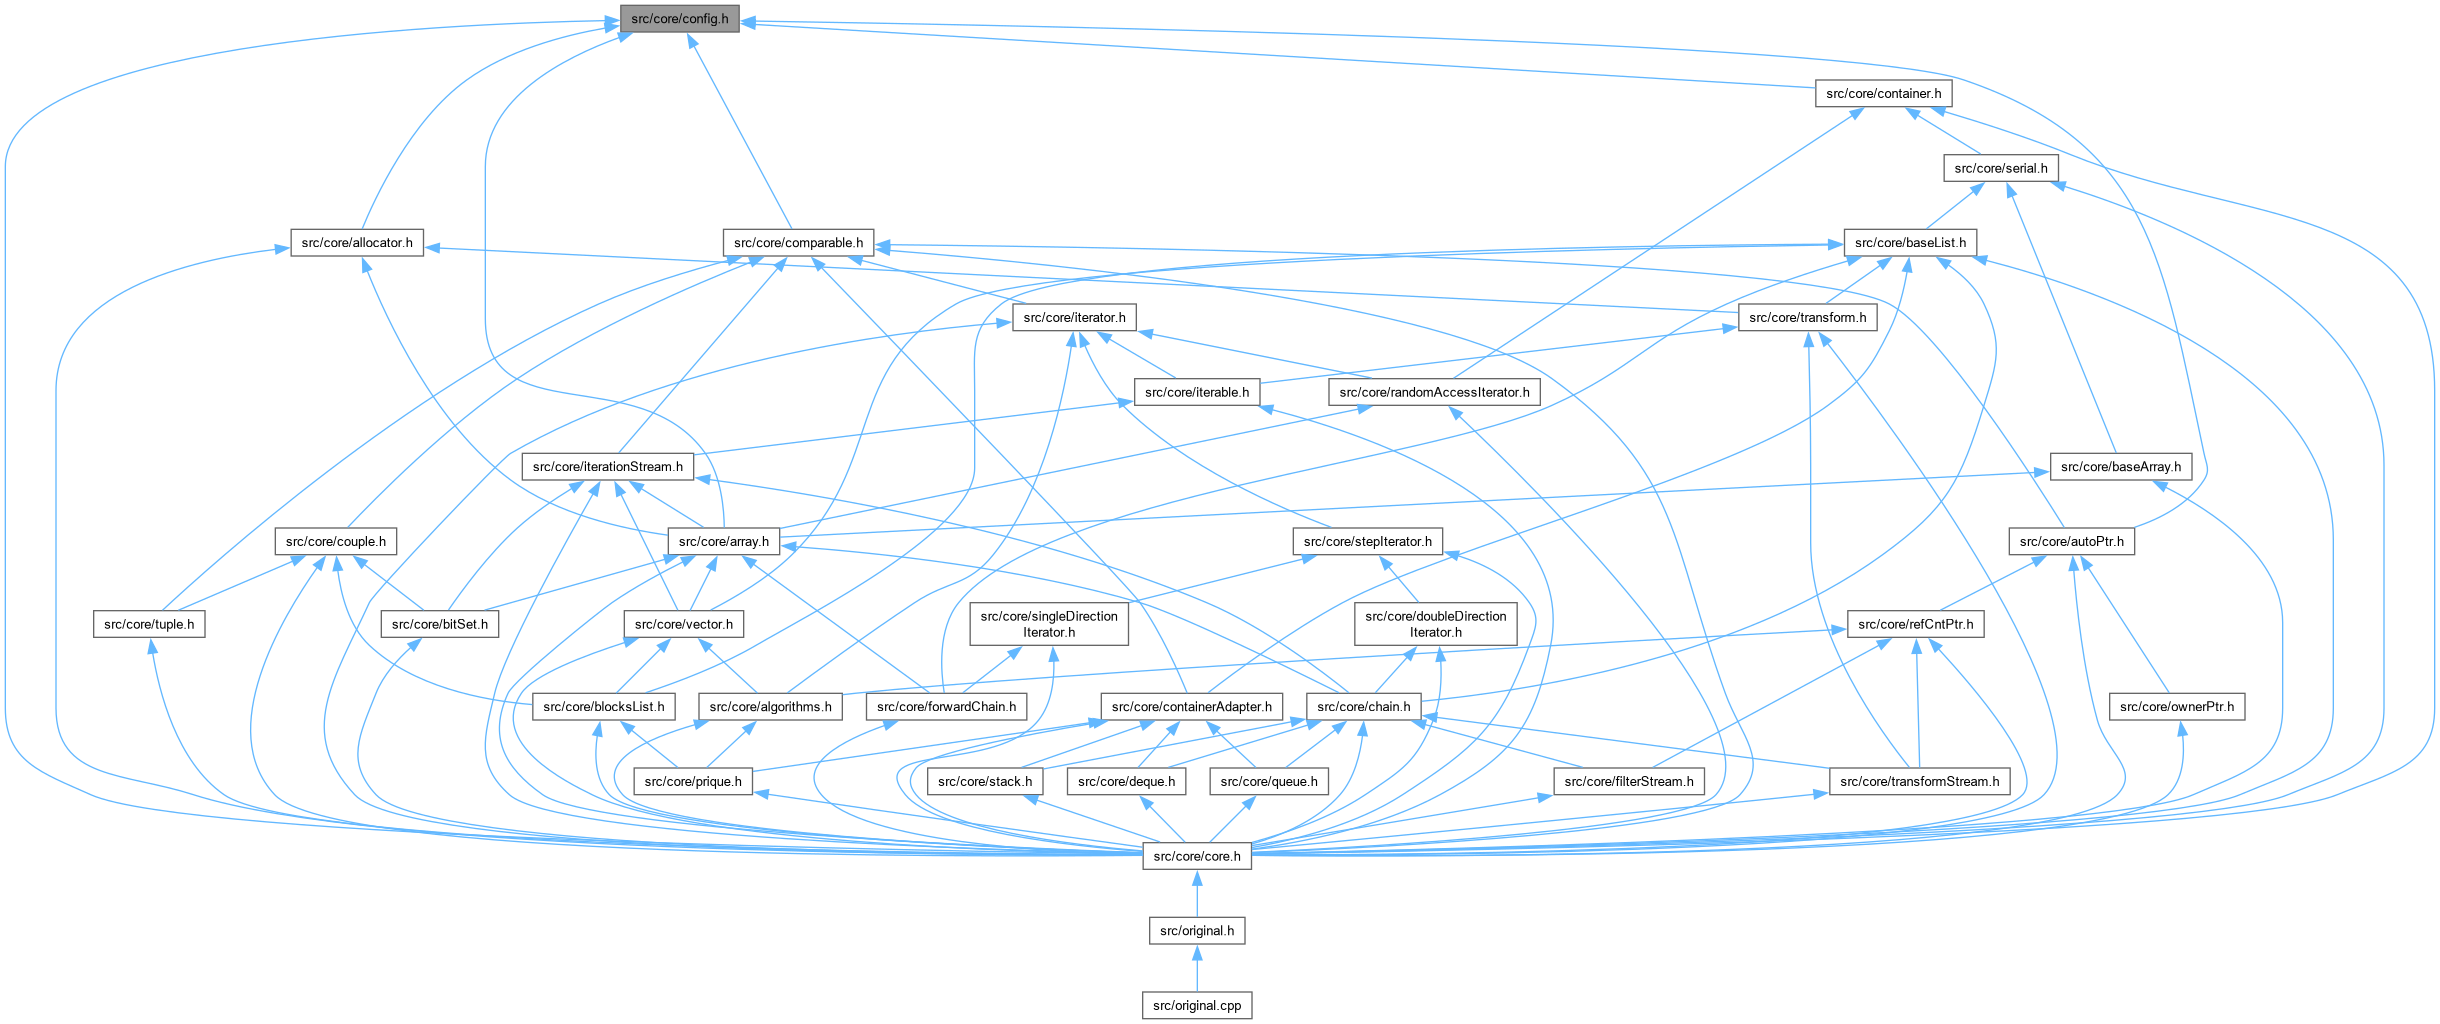 src/core/config.h
src/core/container.h
src/core/serial.h
src/core/allocator.h
src/core/comparable.h
src/core/baseList.h
src/core/iterator.h
src/core/transform.h
src/core/iterable.h
src/core/randomAccessIterator.h
src/core/iterationStream.h
src/core/baseArray.h
src/core/couple.h
src/core/array.h
src/core/stepIterator.h
src/core/autoPtr.h
src/core/tuple.h
src/core/bitSet.h
src/core/vector.h
src/core/singleDirection
Iterator.h
src/core/doubleDirection
Iterator.h
src/core/refCntPtr.h
src/core/blocksList.h
src/core/algorithms.h
src/core/forwardChain.h
src/core/containerAdapter.h
src/core/chain.h
src/core/ownerPtr.h
src/core/prique.h
src/core/stack.h
src/core/deque.h
src/core/queue.h
src/core/filterStream.h
src/core/transformStream.h
src/core/core.h
src/original.h
src/original.cpp